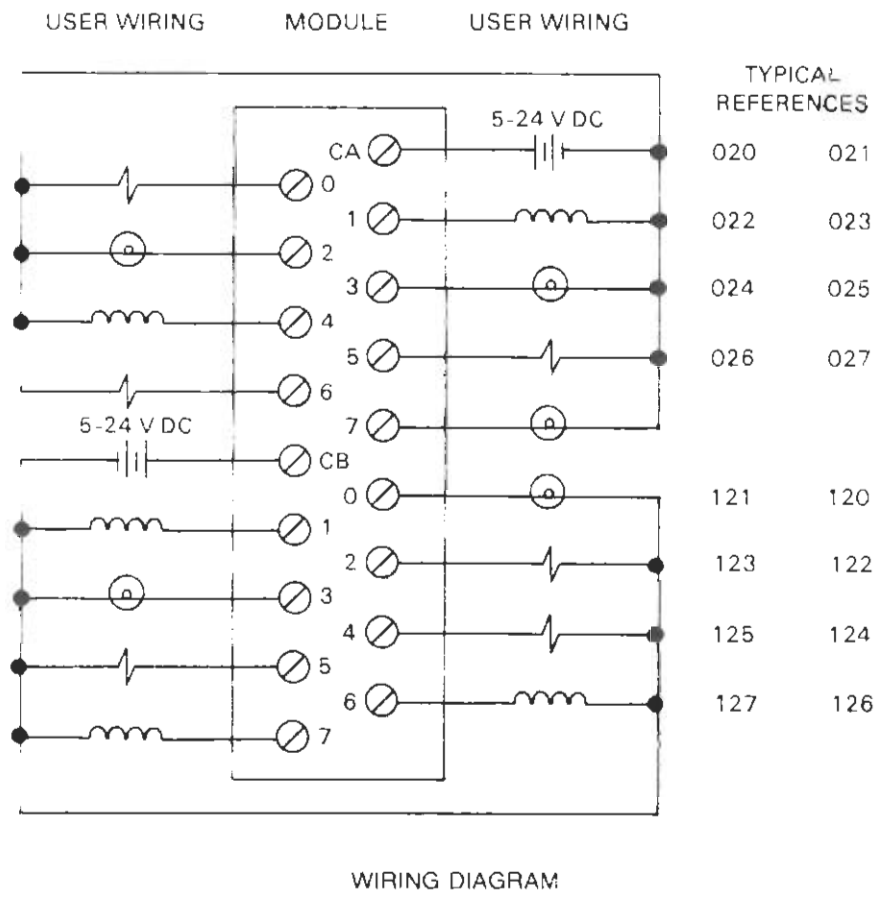 USER WIRING MODULE USER WIRING
TYPICAL
REFERENCES
5-24 V DC
CA 020 021
0
1 022 023
2
3 024 025
4
5 026 027
6
5-24 V DC
7
CB
0 121 120
1
2 123 122
3
4 125 124
5
6 127 126
7
WIRING DIAGRAM